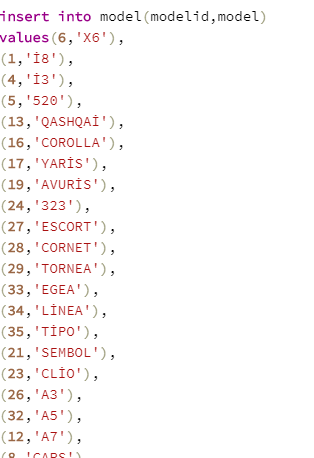 insert into model(modelid,model)
values(6,'X6'),
(1,'İ8'),
(4,'İ3'),
(5,'520'),
(13,'QASHQAİ'),
(16,'COROLLA'),
(17,'YARİS'),
(19,'AVURİS'),
(24,'323'),
(27,'ESCORT'),
(28,'CORNET'),
(29,'TORNEA'),
(33,'EGEA'),
(34,'LİNEA'),
(35,'TİPO'),
(21,'SEMBOL'),
(23,'CLİO'),
(26,'A3'),
(32,'A5'),
(12,'A7'),